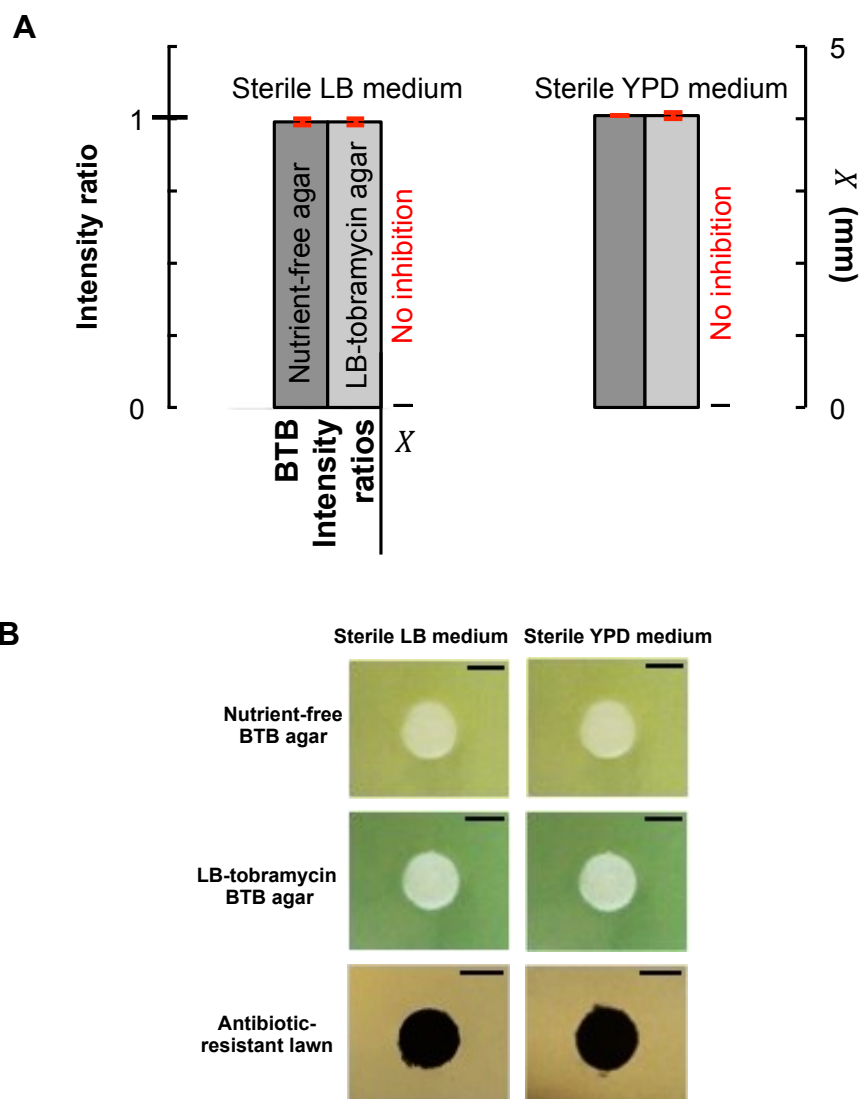 A
Sterile LB medium
Sterile YPD medium
5
1
0
Intensity ratio
Nutrient-free agar
LB-tobramycin agar
No inhibition
No inhibition
X (mm)
0
BTB
Intensity
ratios
X
B
Sterile LB medium
Sterile YPD medium
Nutrient-free
BTB agar
LB-tobramycin
BTB agar
Antibiotic-
resistant lawn